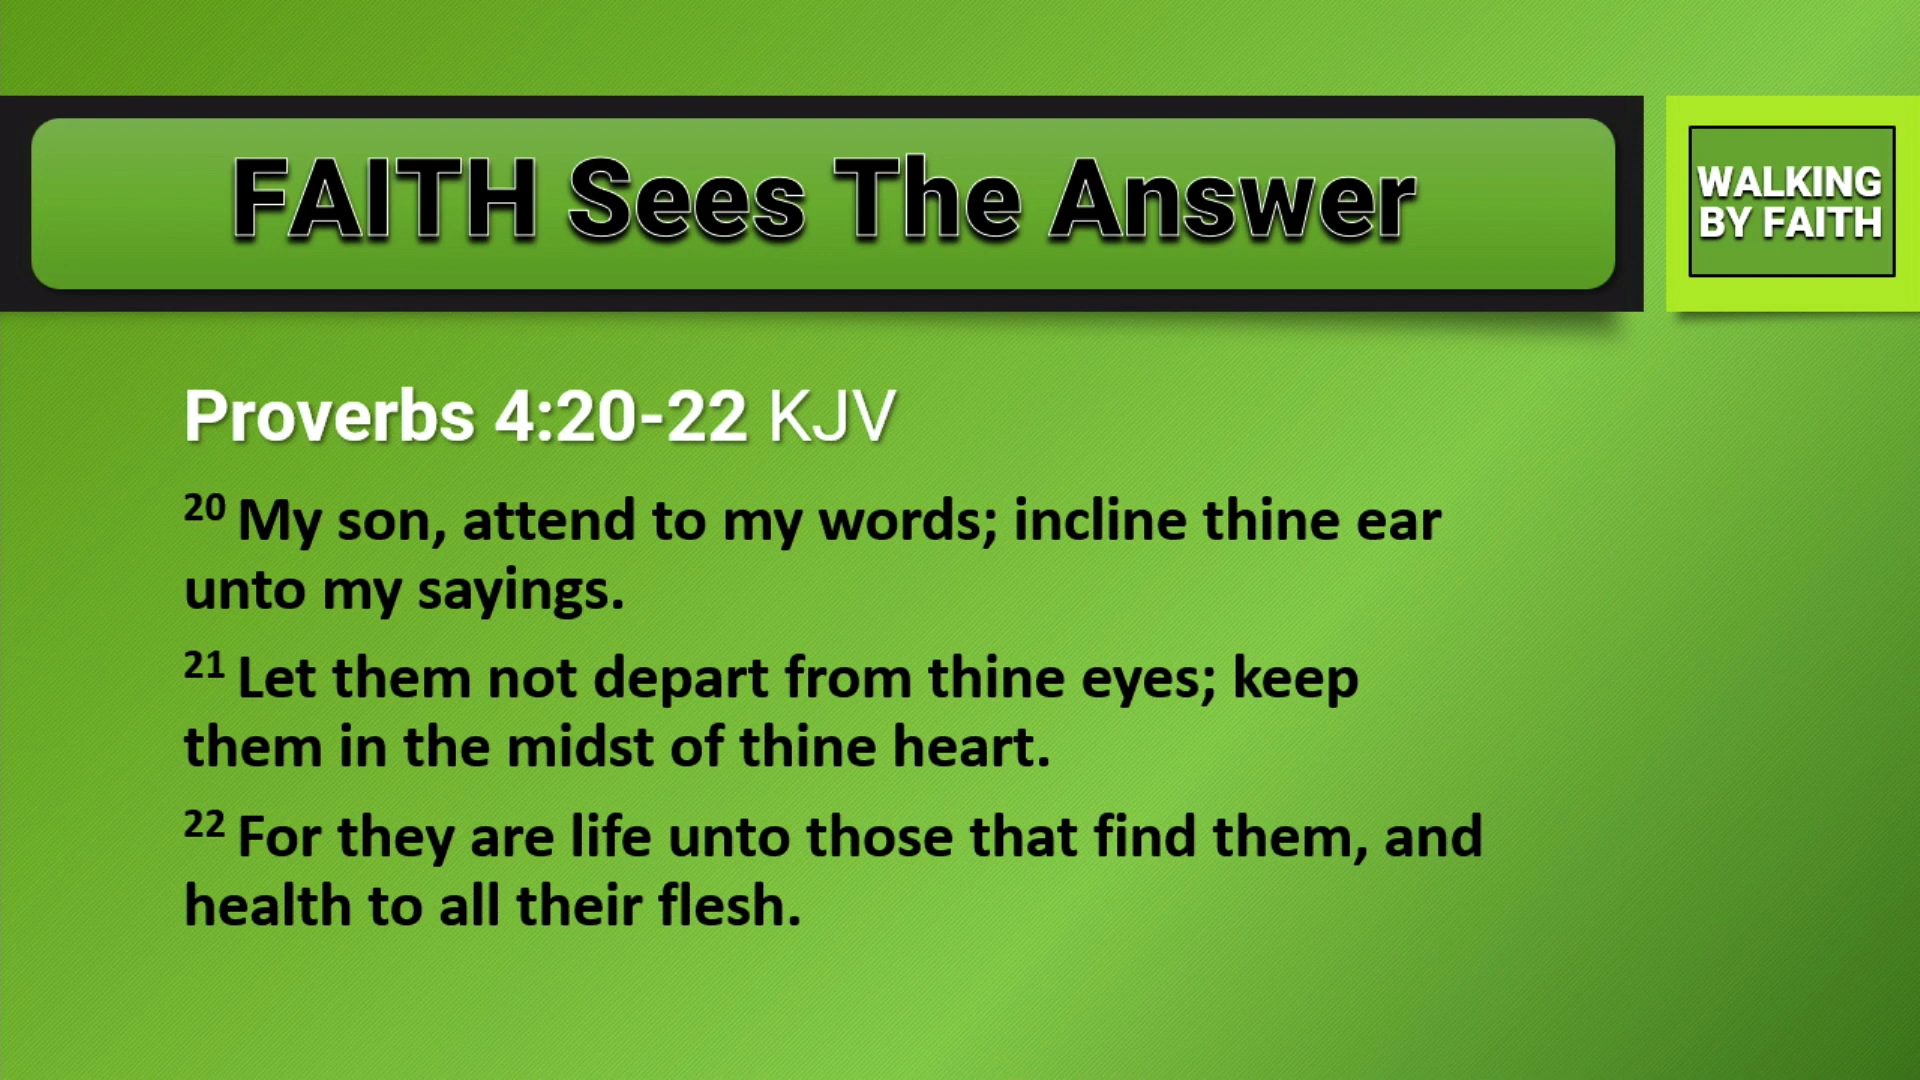 FAITH Sees The Answer
WALKING
BY FAITH
Proverbs 4:20-22 KJV
20 My son, attend to my words; incline thine ear
unto my sayings.
21 Let them not depart from thine eyes; keep
them in the midst of thine heart.
22 For they are life unto those that find them, and
health to all their flesh.